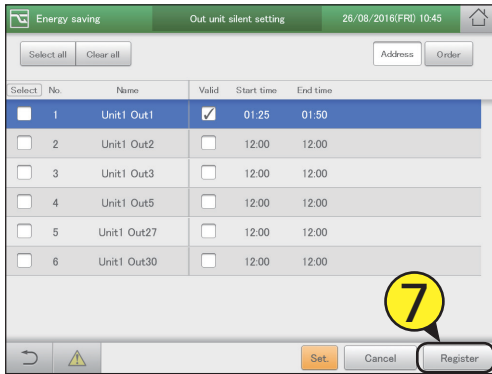 Energy saving Out unit silent setting 26/08/2016(FRI) 10:45
Select all Clear all Address Order
Select No. Name Valid Start time End time
1 Unit1 Out1 01:25 01:50
2 Unit1 Out2 12:00 12:00
3 Unit1 Out3 12:00 12:00
4 Unit1 Out5 12:00 12:00
5 Unit1 Out27 12:00 12:00
6 Unit1 Out30 12:00 12:00
7
Set. Cancel Register